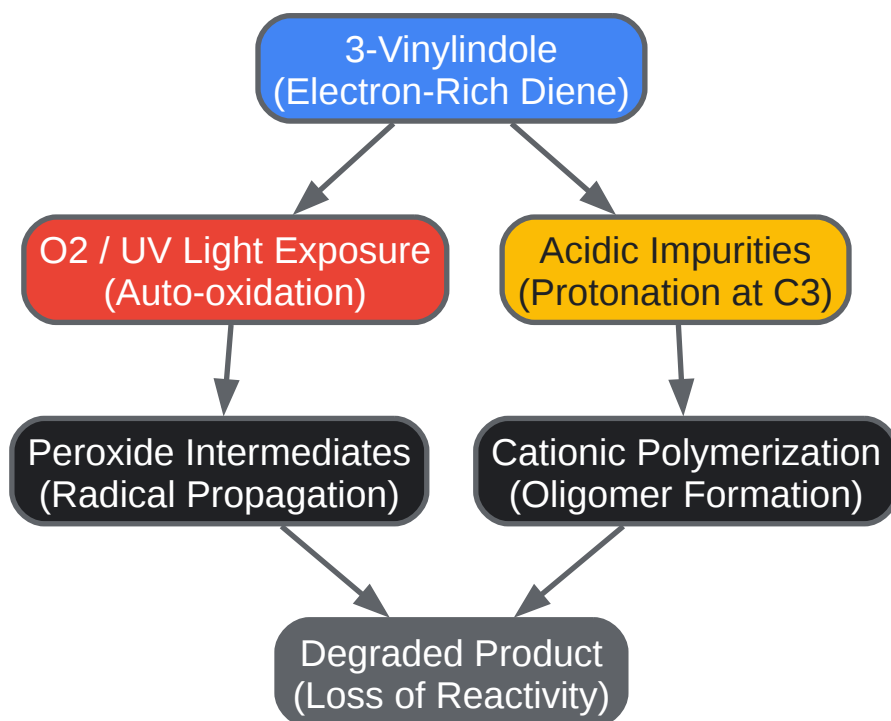 3-Vinylindole
(Electron-Rich Diene)
O2 / UV Light Exposure
(Auto-oxidation)
Acidic Impurities
(Protonation at C3)
Peroxide Intermediates
(Radical Propagation)
Cationic Polymerization
(Oligomer Formation)
Degraded Product
(Loss of Reactivity)